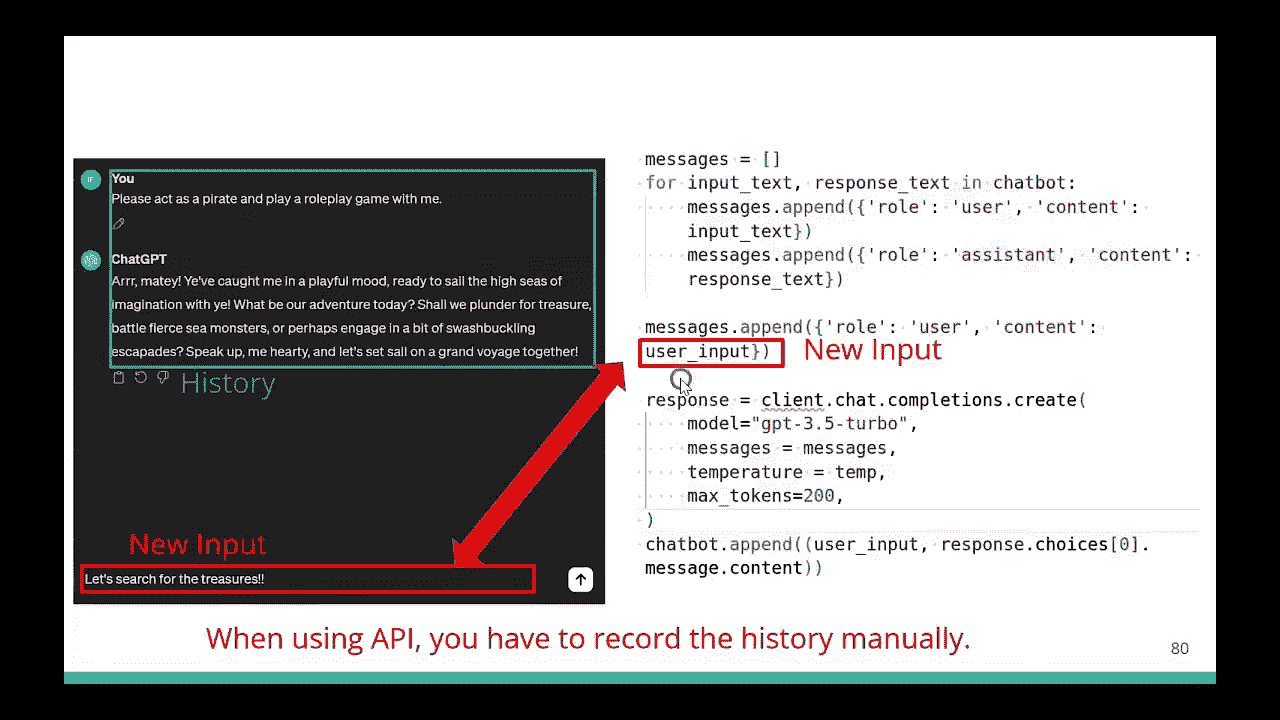 You
Please act as a pirate and play a roleplay game with me.
ChatGPT
Arrr, matey! Ye've caught me in a playful mood, ready to sail the high seas of
imagination with ye! What be our adventure today? Shall we plunder for treasure,
battle fierce sea monsters, or perhaps engage in a bit of swashbuckling
escapades? Speak up, me hearty, and let's set sail on a grand voyage together!
History
New Input
Let's search for the treasures!!
messages = []
for input_text, response_text in chatbot:
messages.append({'role': 'user', 'content':
input_text})
messages.append({'role': 'assistant', 'content':
response_text})
messages.append({'role': 'user', 'content':
user_input})
New Input
response = client.chat.completions.create(
model="gpt-3.5-turbo",
messages = messages,
temperature = temp,
max_tokens=200,
)
chatbot.append((user_input, response.choices[0].
message.content))
When using API, you have to record the history manually.
80